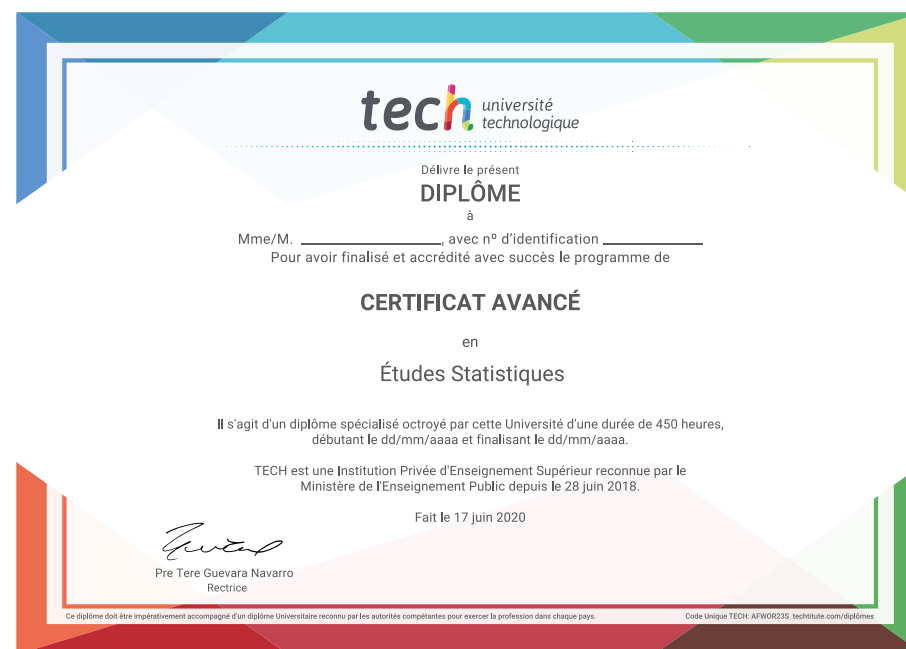 tech université
technologique
Délivre le présent
DIPLÔME
à
Mme/M. ____________________, avec nº d'identification ______________
Pour avoir finalisé et accrédité avec succès le programme de
CERTIFICAT AVANCÉ
en
Études Statistiques
Il s'agit d'un diplôme spécialisé octroyé par cette Université d'une durée de 450 heures,
débutant le dd/mm/aaaa et finalisant le dd/mm/aaaa.
TECH est une Institution Privée d'Enseignement Supérieur reconnue par le
Ministère de l'Enseignement Public depuis le 28 juin 2018.
Fait le 17 juin 2020
Pre Tere Guevara Navarro
Rectrice
Ce diplôme doit être impérativement accompagné d'un diplôme Universitaire reconnu par les autorités compétantes pour exercer la profession dans chaque pays.
Code Unique TECH: AFWOR23S techtitute.com/diplômes